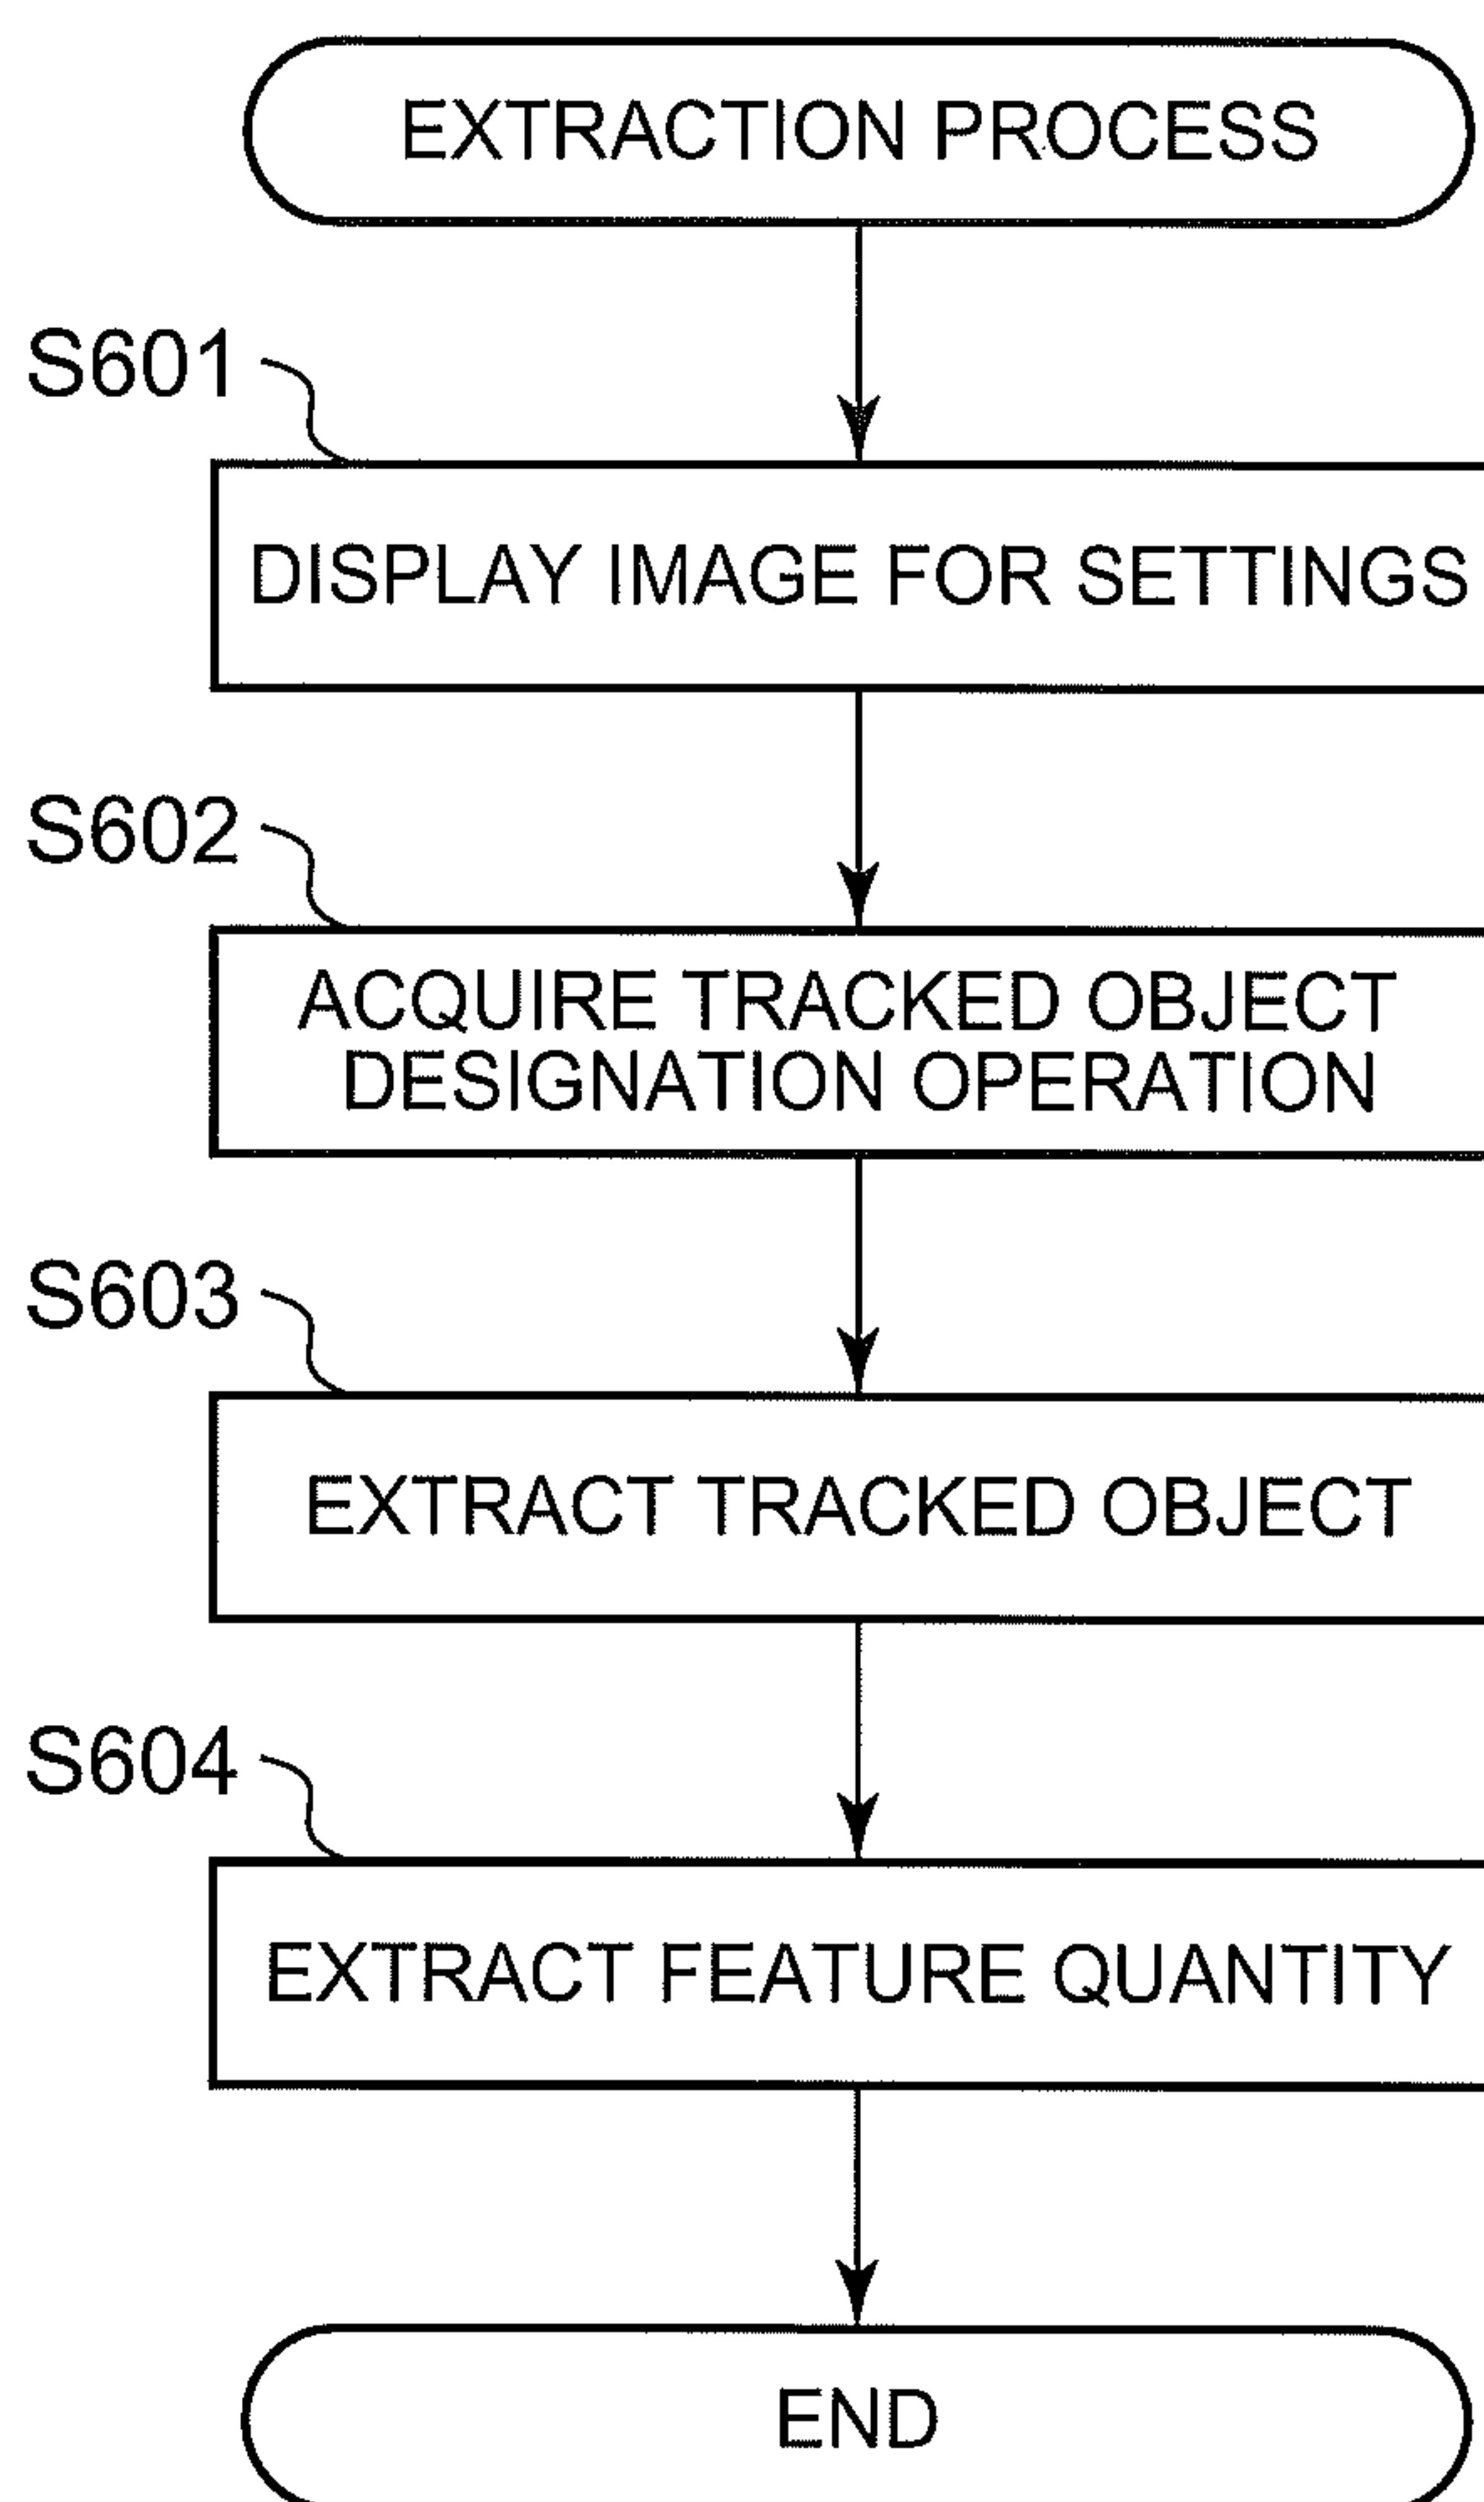 EXTRACTION PROCESS
S601
DISPLAY IMAGE FOR SETTINGS
S602
ACQUIRE TRACKED OBJECT
DESIGNATION OPERATION
S603
EXTRACT TRACKED OBJECT
S604
EXTRACT FEATURE QUANTITY
END